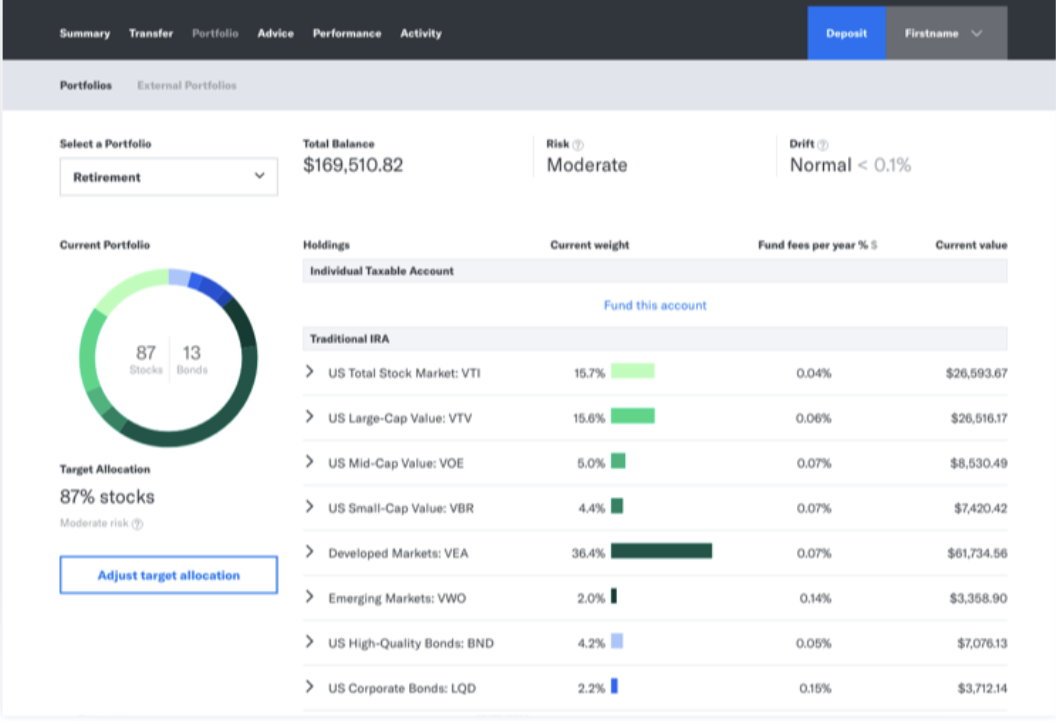 Summary Transfer Portfolio Advice Performance Activity Deposit Firstname
Portfolios External Portfolios
Select a Portfolio
Retirement
Total Balance
$169,510.82
Risk ?
Moderate
Drift ?
Normal < 0.1%
Current Portfolio
87 Stocks
13 Bonds
Target Allocation
87% stocks
Moderate risk ?
Adjust target allocation
Holdings Current weight Fund fees per year % $ Current value
Individual Taxable Account
Fund this account
Traditional IRA
US Total Stock Market: VTI 15.7% 0.04% $26,593.67
US Large-Cap Value: VTV 15.6% 0.06% $26,516.17
US Mid-Cap Value: VOE 5.0% 0.07% $8,530.49
US Small-Cap Value: VBR 4.4% 0.07% $7,420.42
Developed Markets: VEA 36.4% 0.07% $61,734.56
Emerging Markets: VWO 2.0% 0.14% $3,358.90
US High-Quality Bonds: BND 4.2% 0.05% $7,076.13
US Corporate Bonds: LQD 2.2% 0.15% $3,712.14